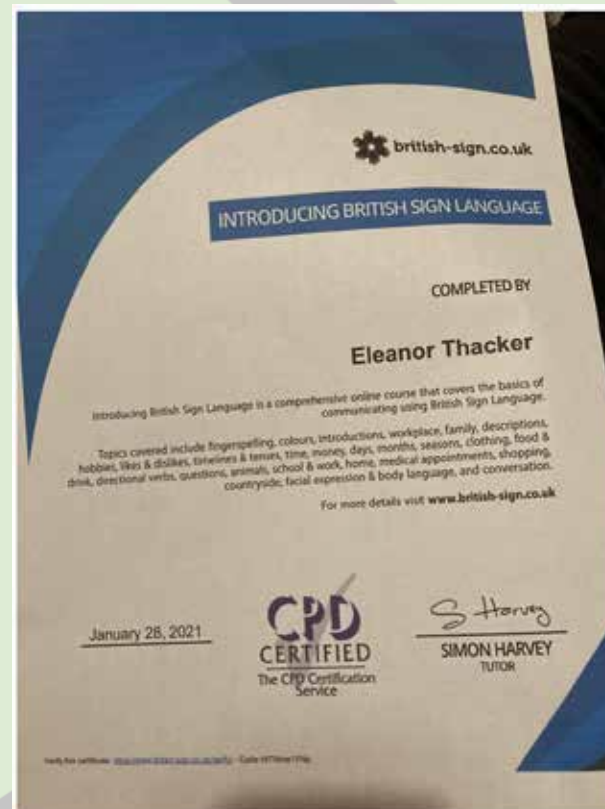 british-sign.co.uk
INTRODUCING BRITISH SIGN LANGUAGE
COMPLETED BY
Eleanor Thacker
Introducing British Sign Language is a comprehensive online course that covers the basics of
communicating using British Sign Language.
Topics covered include fingerspelling, colours, introductions, workplace, family, descriptions,
hobbies, likes & dislikes, timelines & tenses, time, money, days, months, seasons, clothing, food &
drink, directional verbs, questions, animals, school & work, home, medical appointments, shopping,
countryside, facial expression & body language, and conversation.
For more details visit www.british-sign.co.uk
January 28, 2021
CPD
CERTIFIED
The CPD Certification
Service
S Harvey
SIMON HARVEY
TUTOR